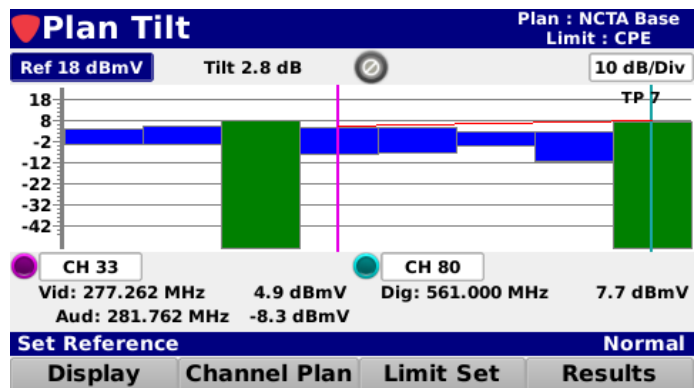 Plan Tilt
Plan : NCTA Base
Limit : CPE
Ref 18 dBmV Tilt 2.8 dB 10 dB/Div
TP 7
18
8
-2
-12
-22
-32
-42
CH 33 CH 80
Vid: 277.262 MHz 4.9 dBmV Dig: 561.000 MHz 7.7 dBmV
Aud: 281.762 MHz -8.3 dBmV
Set Reference Normal
Display Channel Plan Limit Set Results